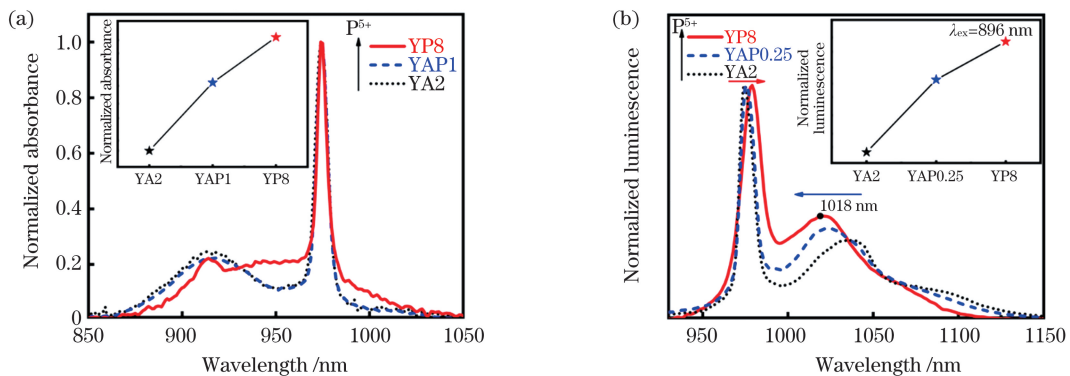 (a)
Normalized absorbance
1.0
0.8
0.6
0.4
0.2
0
850
900
950
1000
1050
Wavelength /nm
P5+
YP8
YAP1
YA2
Normalized absorbance
YA2
YAP1
YP8
(b)
Normalized luminescence
950
1000
1050
1100
1150
Wavelength /nm
P5+
YP8
YAP0.25
YA2
1018 nm
λex=896 nm
Normalized
luminescence
YA2
YAP0.25
YP8